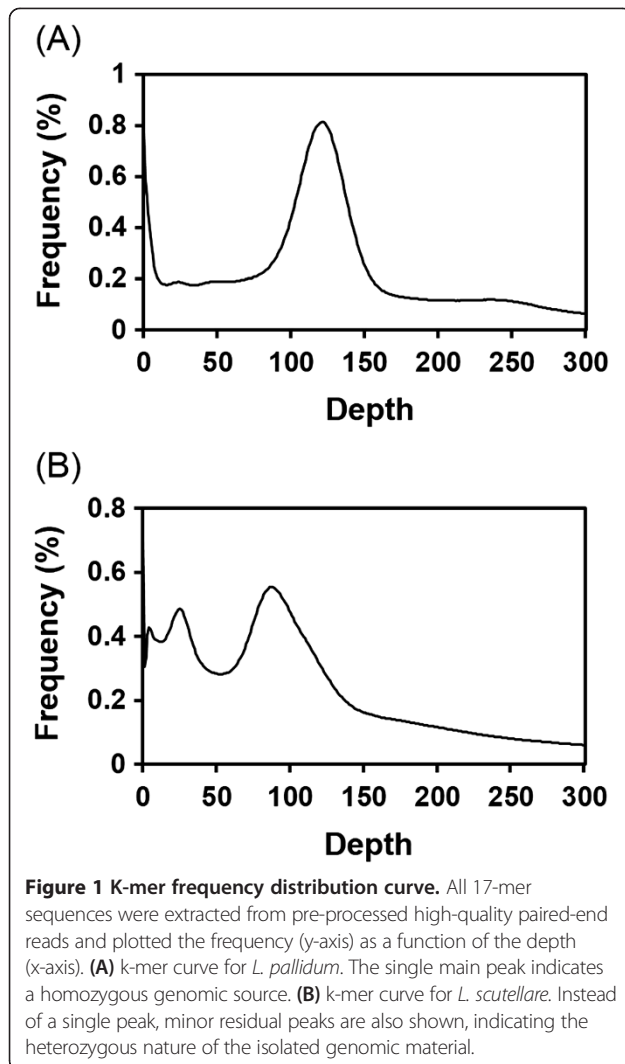 (A)
1
0.8
0.6
0.4
0.2
0
Frequency (%)
0 50 100 150 200 250 300
Depth
(B)
0.8
0.6
0.4
0.2
0
Frequency (%)
0 50 100 150 200 250 300
Depth
Figure 1 K-mer frequency distribution curve. All 17-mer
sequences were extracted from pre-processed high-quality paired-end
reads and plotted the frequency (y-axis) as a function of the depth
(x-axis). (A) k-mer curve for L. pallidum. The single main peak indicates
a homozygous genomic source. (B) k-mer curve for L. scutellare. Instead
of a single peak, minor residual peaks are also shown, indicating the
heterozygous nature of the isolated genomic material.